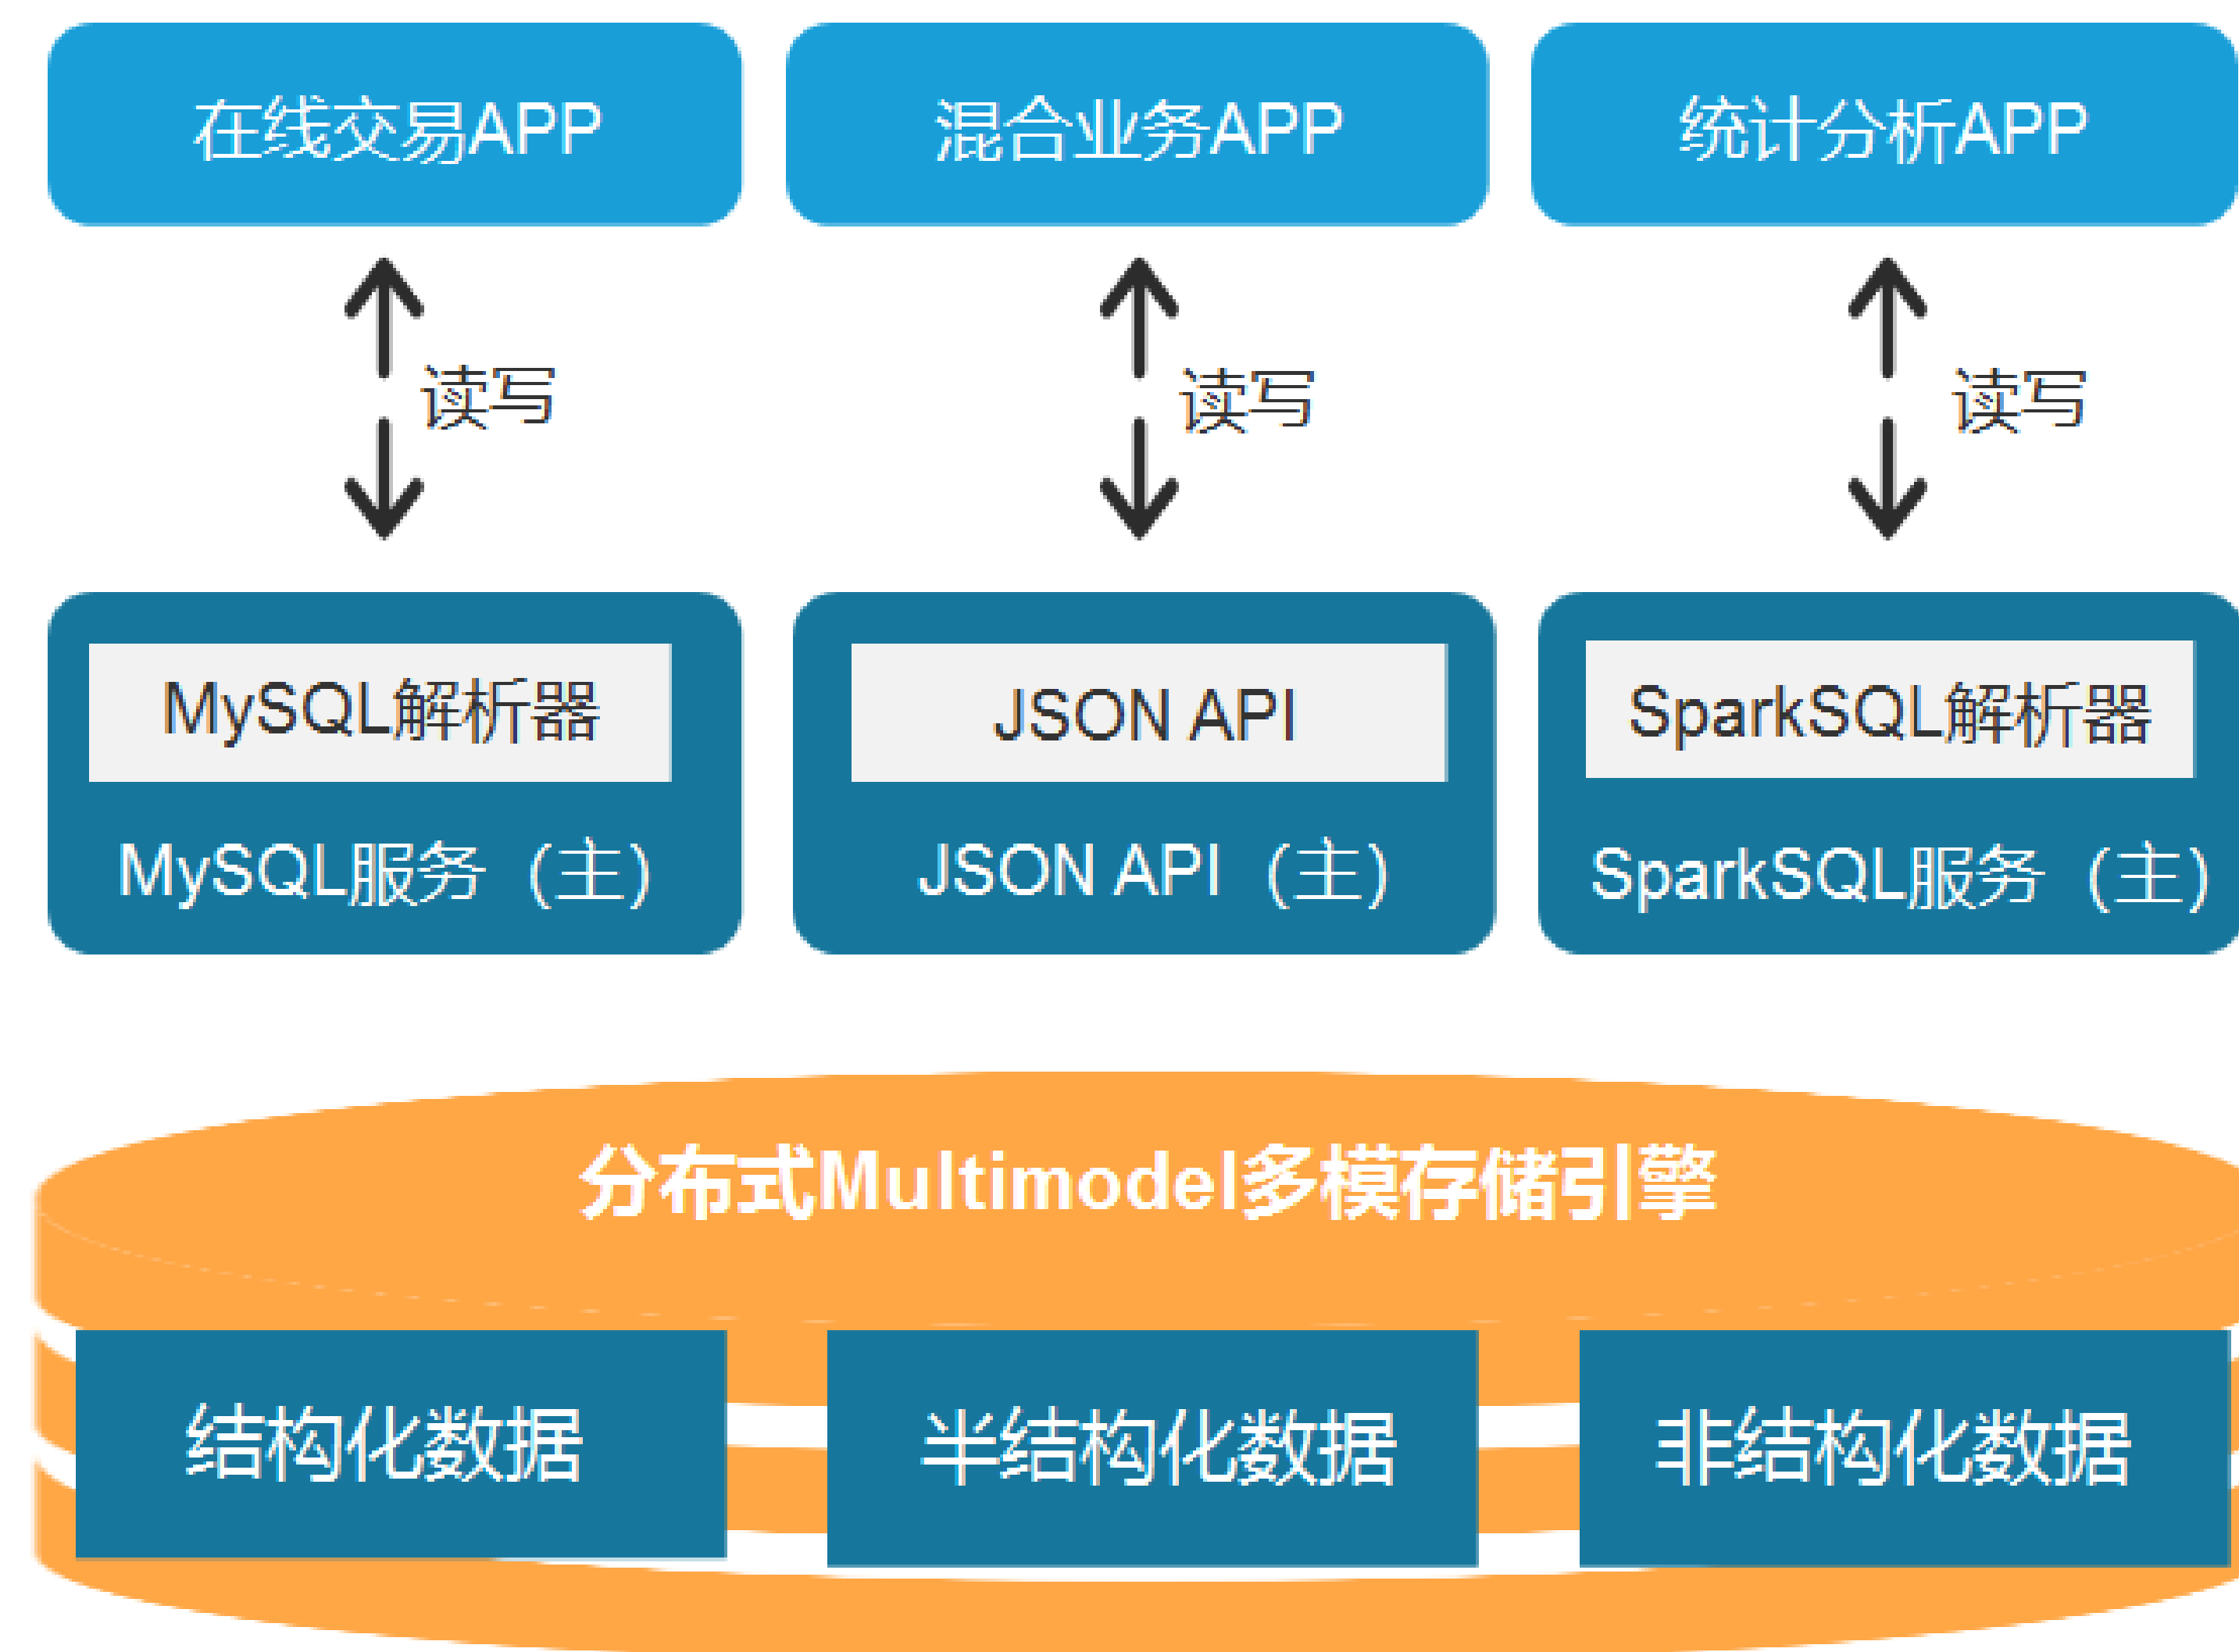 在线交易APP
混合业务APP
统计分析APP
读写
读写
读写
MySQL解析器
JSON API
SparkSQL解析器
MySQL服务（主）
JSON API（主）
SparkSQL服务（主）
分布式Multimodel多模存储引擎
结构化数据
半结构化数据
非结构化数据